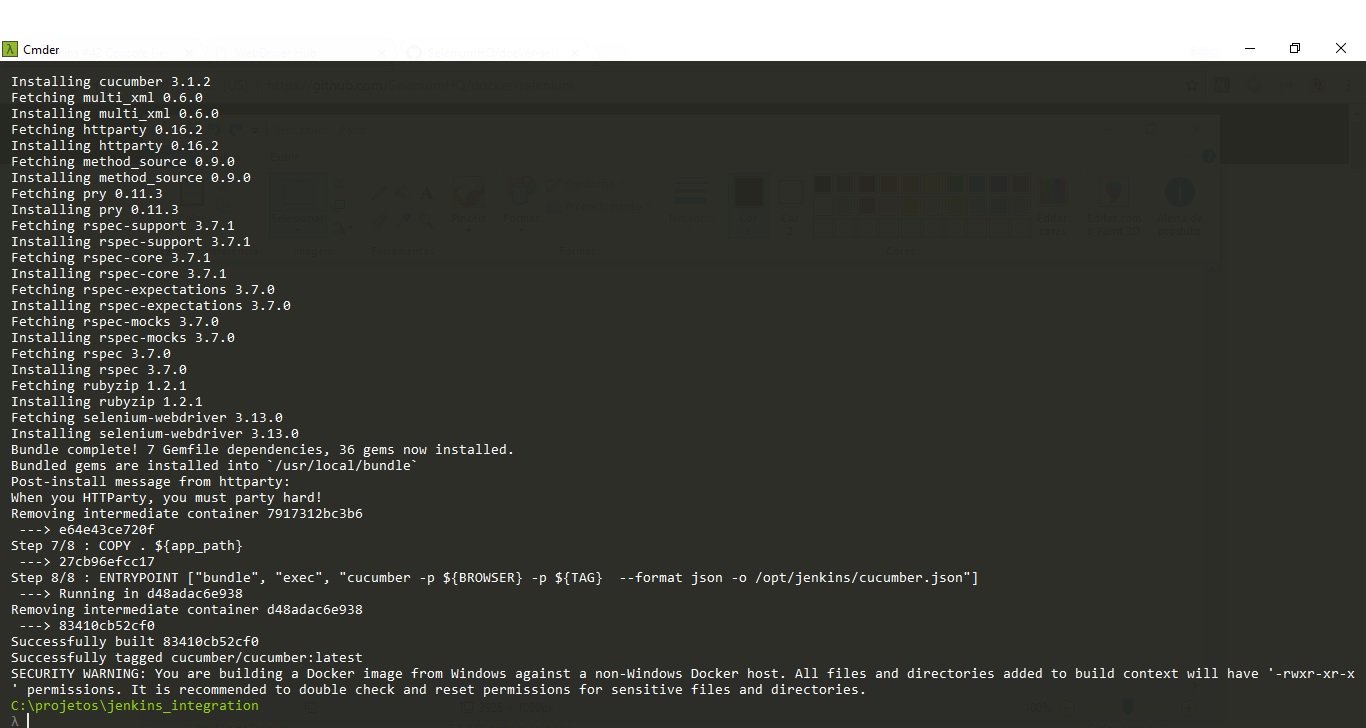 Cmder
Installing cucumber 3.1.2
Fetching multi_xml 0.6.0
Installing multi_xml 0.6.0
Fetching httparty 0.16.2
Installing httparty 0.16.2
Fetching method_source 0.9.0
Installing method_source 0.9.0
Fetching pry 0.11.3
Installing pry 0.11.3
Fetching rspec-support 3.7.1
Installing rspec-support 3.7.1
Fetching rspec-core 3.7.1
Installing rspec-core 3.7.1
Fetching rspec-expectations 3.7.0
Installing rspec-expectations 3.7.0
Fetching rspec-mocks 3.7.0
Installing rspec-mocks 3.7.0
Fetching rspec 3.7.0
Installing rspec 3.7.0
Fetching rubyzip 1.2.1
Installing rubyzip 1.2.1
Fetching selenium-webdriver 3.13.0
Installing selenium-webdriver 3.13.0
Bundle complete! 7 Gemfile dependencies, 36 gems now installed.
Bundled gems are installed into `/usr/local/bundle`
Post-install message from httparty:
When you HTTParty, you must party hard!
Removing intermediate container 7917312bc3b6
 ---> e64e43ce720f
Step 7/8 : COPY . ${app_path}
 ---> 27cb96efcc17
Step 8/8 : ENTRYPOINT ["bundle", "exec", "cucumber -p ${BROWSER} -p ${TAG}  --format json -o /opt/jenkins/cucumber.json"]
 ---> Running in d48adac6e938
Removing intermediate container d48adac6e938
 ---> 83410cb52cf0
Successfully built 83410cb52cf0
Successfully tagged cucumber/cucumber:latest
SECURITY WARNING: You are building a Docker image from Windows against a non-Windows Docker host. All files and directories added to build context will have '-rwxr-xr-x
' permissions. It is recommended to double check and reset permissions for sensitive files and directories.
C:\projetos\jenkins_integration
λ